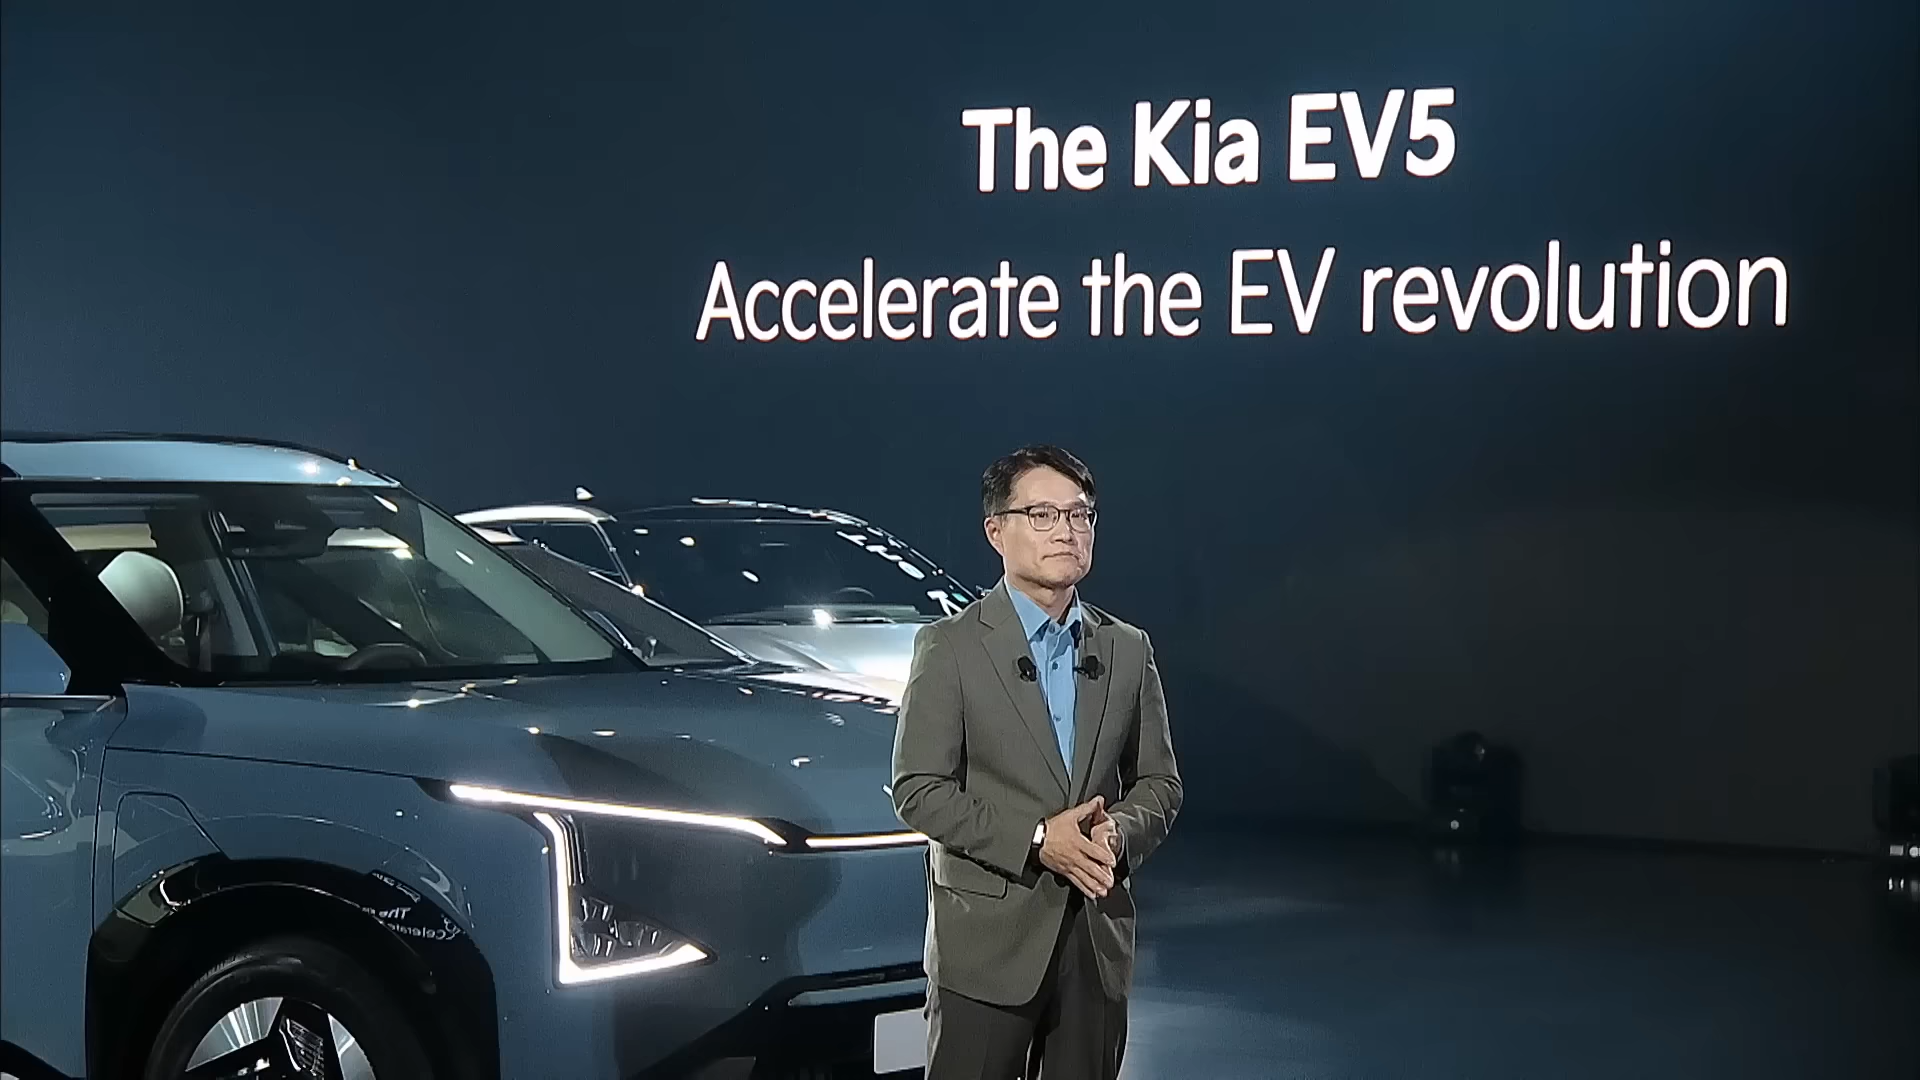 The Kia EV5
Accelerate the EV revolution